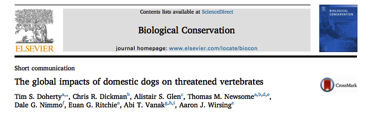 Contents lists available at ScienceDirect
Biological Conservation
ELSEVIER
journal homepage: www.elsevier.com/locate/biocon
BIOLOGICAL CONSERVATION
Short communication
The global impacts of domestic dogs on threatened vertebrates
CrossMark
Tim S. Doherty a,*, Chris R. Dickman b, Alistair S. Glen c, Thomas M. Newsome a,b,d,e,
Dale G. Nimmo f, Euan G. Ritchie a, Abi T. Vanak g,h,i, Aaron J. Wirsing e